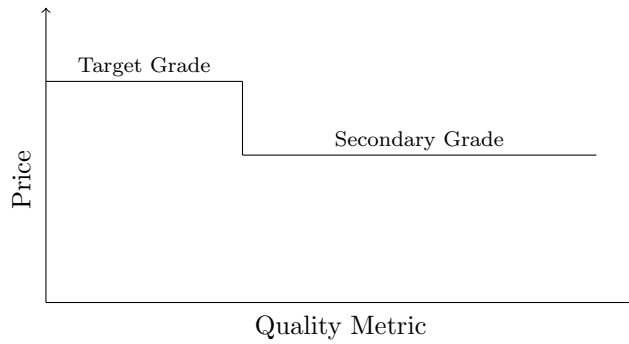 Target Grade
Secondary Grade
Price
Quality Metric